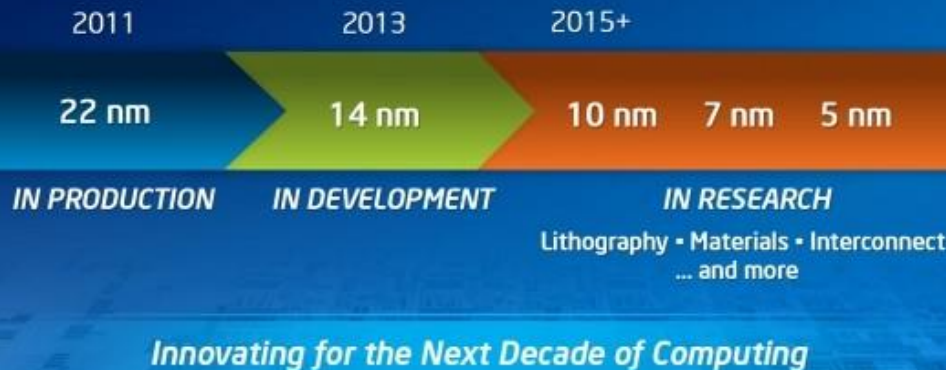 2011 2013 2015+
22 nm 14 nm 10 nm 7 nm 5 nm
IN PRODUCTION IN DEVELOPMENT IN RESEARCH
Lithography ▪ Materials ▪ Interconnect
... and more
Innovating for the Next Decade of Computing